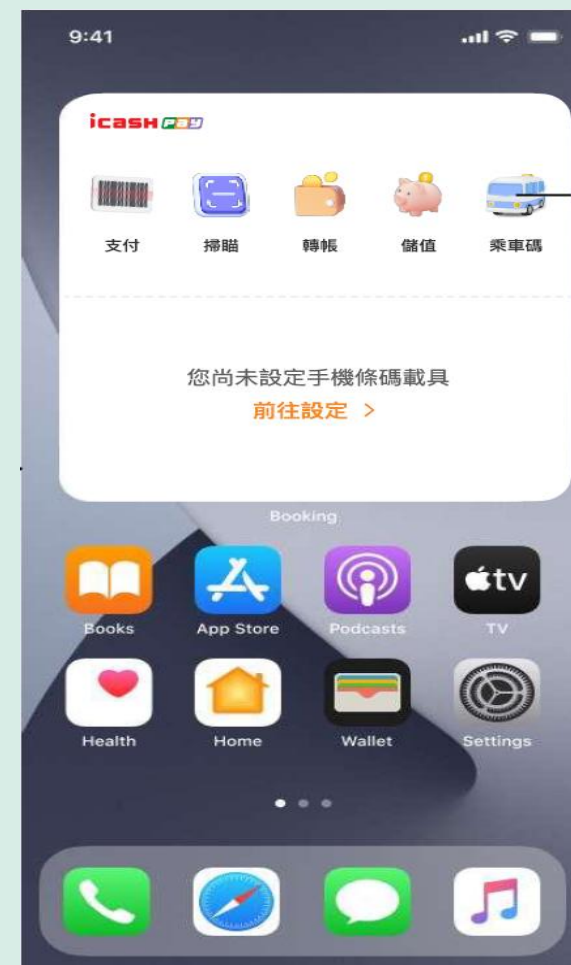 9:41
icash Pay
支付 掃瞄 轉帳 儲值 乘車碼
您尚未設定手機條碼載具
前往設定 >
Booking
Books App Store Podcasts TV
tv
Health Home Wallet Settings